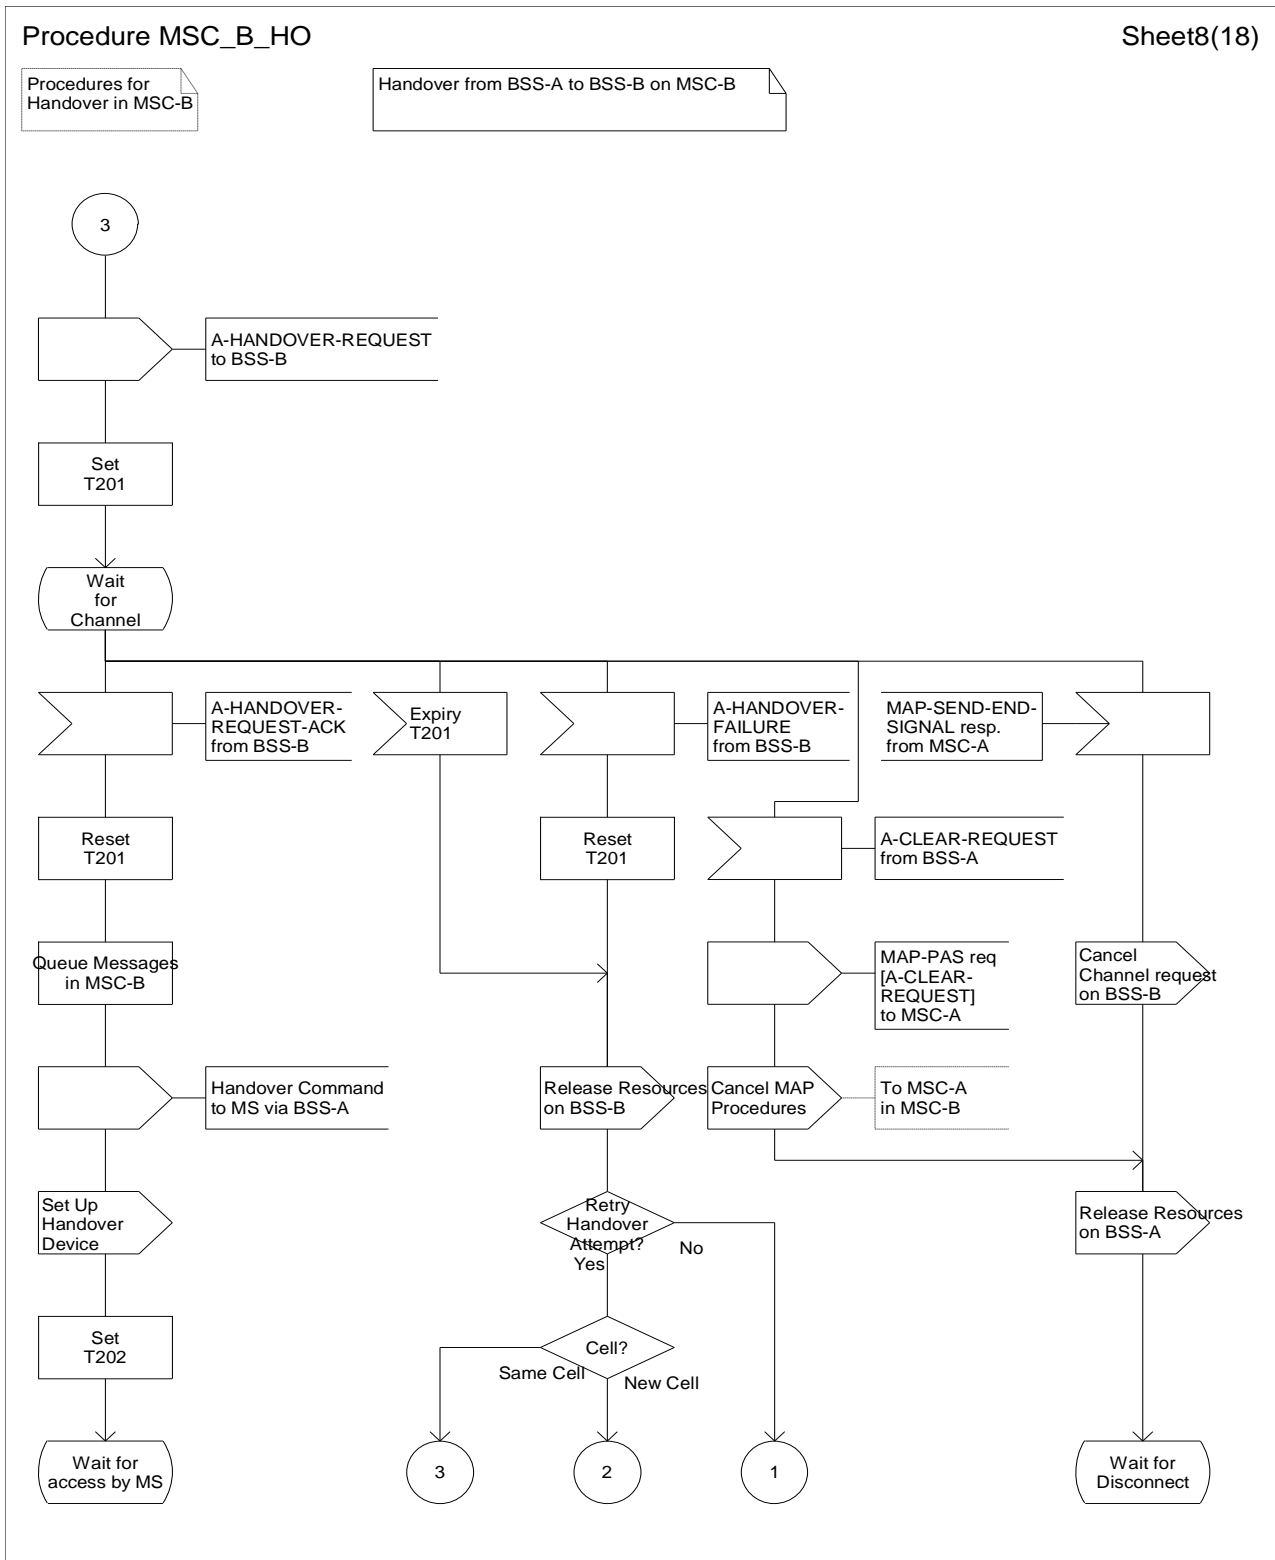 Procedure MSC_B_HO
Sheet8(18)
Procedures for
Handover in MSC-B
Handover from BSS-A to BSS-B on MSC-B
3
A-HANDOVER-REQUEST
to BSS-B
Set
T201
Wait
for
Channel
A-HANDOVER-
REQUEST-ACK
from BSS-B
Expiry
T201
A-HANDOVER-
FAILURE
from BSS-B
MAP-SEND-END-
SIGNAL resp.
from MSC-A
Reset
T201
Reset
T201
A-CLEAR-REQUEST
from BSS-A
Queue Messages
in MSC-B
MAP-PAS req
[A-CLEAR-
REQUEST]
to MSC-A
Cancel
Channel request
on BSS-B
Handover Command
to MS via BSS-A
Release Resources
on BSS-B
Cancel MAP
Procedures
To MSC-A
in MSC-B
Set Up
Handover
Device
Retry
Handover
Attempt?
Yes
No
Release Resources
on BSS-A
Set
T202
Cell?
Same Cell
New Cell
Wait for
access by MS
3
2
1
Wait for
Disconnect